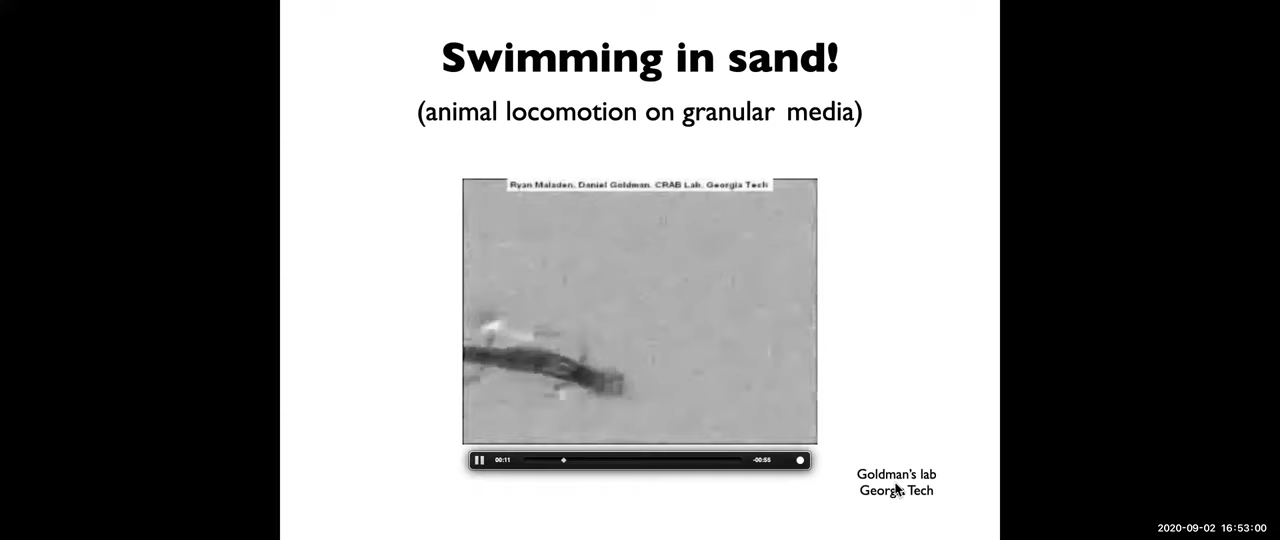 Swimming in sand!
(animal locomotion on granular media)
Ryan Maladen, Daniel Goldman, CRAB Lab, Georgia Tech
00:11
-00:55
Goldman's lab
Georgia Tech
2020-09-02 16:53:00